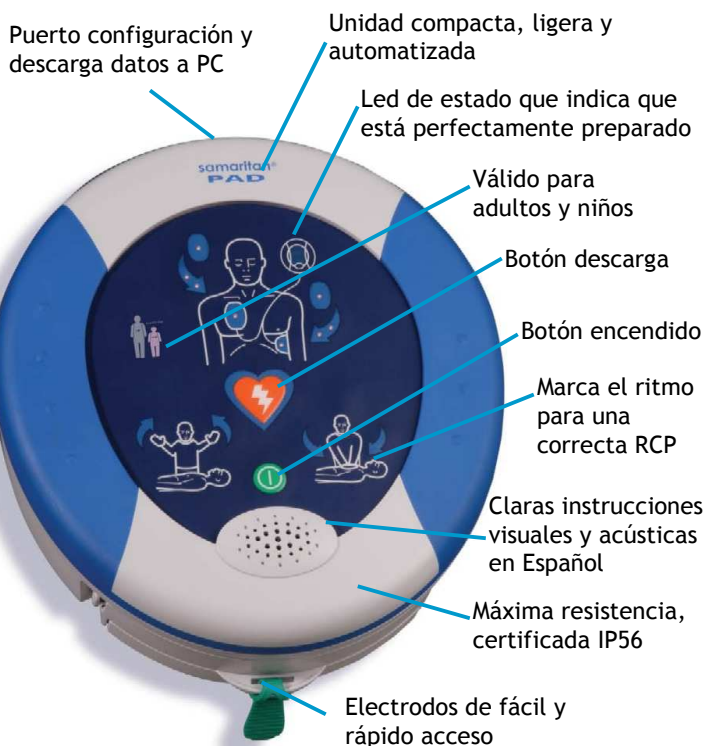 Puerto configuración y
descarga datos a PC
Unidad compacta, ligera y
automatizada
Led de estado que indica que
está perfectamente preparado
samaritan®
PAD
Válido para
adultos y niños
Botón descarga
Botón encendido
Marca el ritmo
para una
correcta RCP
Claras instrucciones
visuales y acústicas
en Español
Máxima resistencia,
certificada IP56
Electrodos de fácil y
rápido acceso